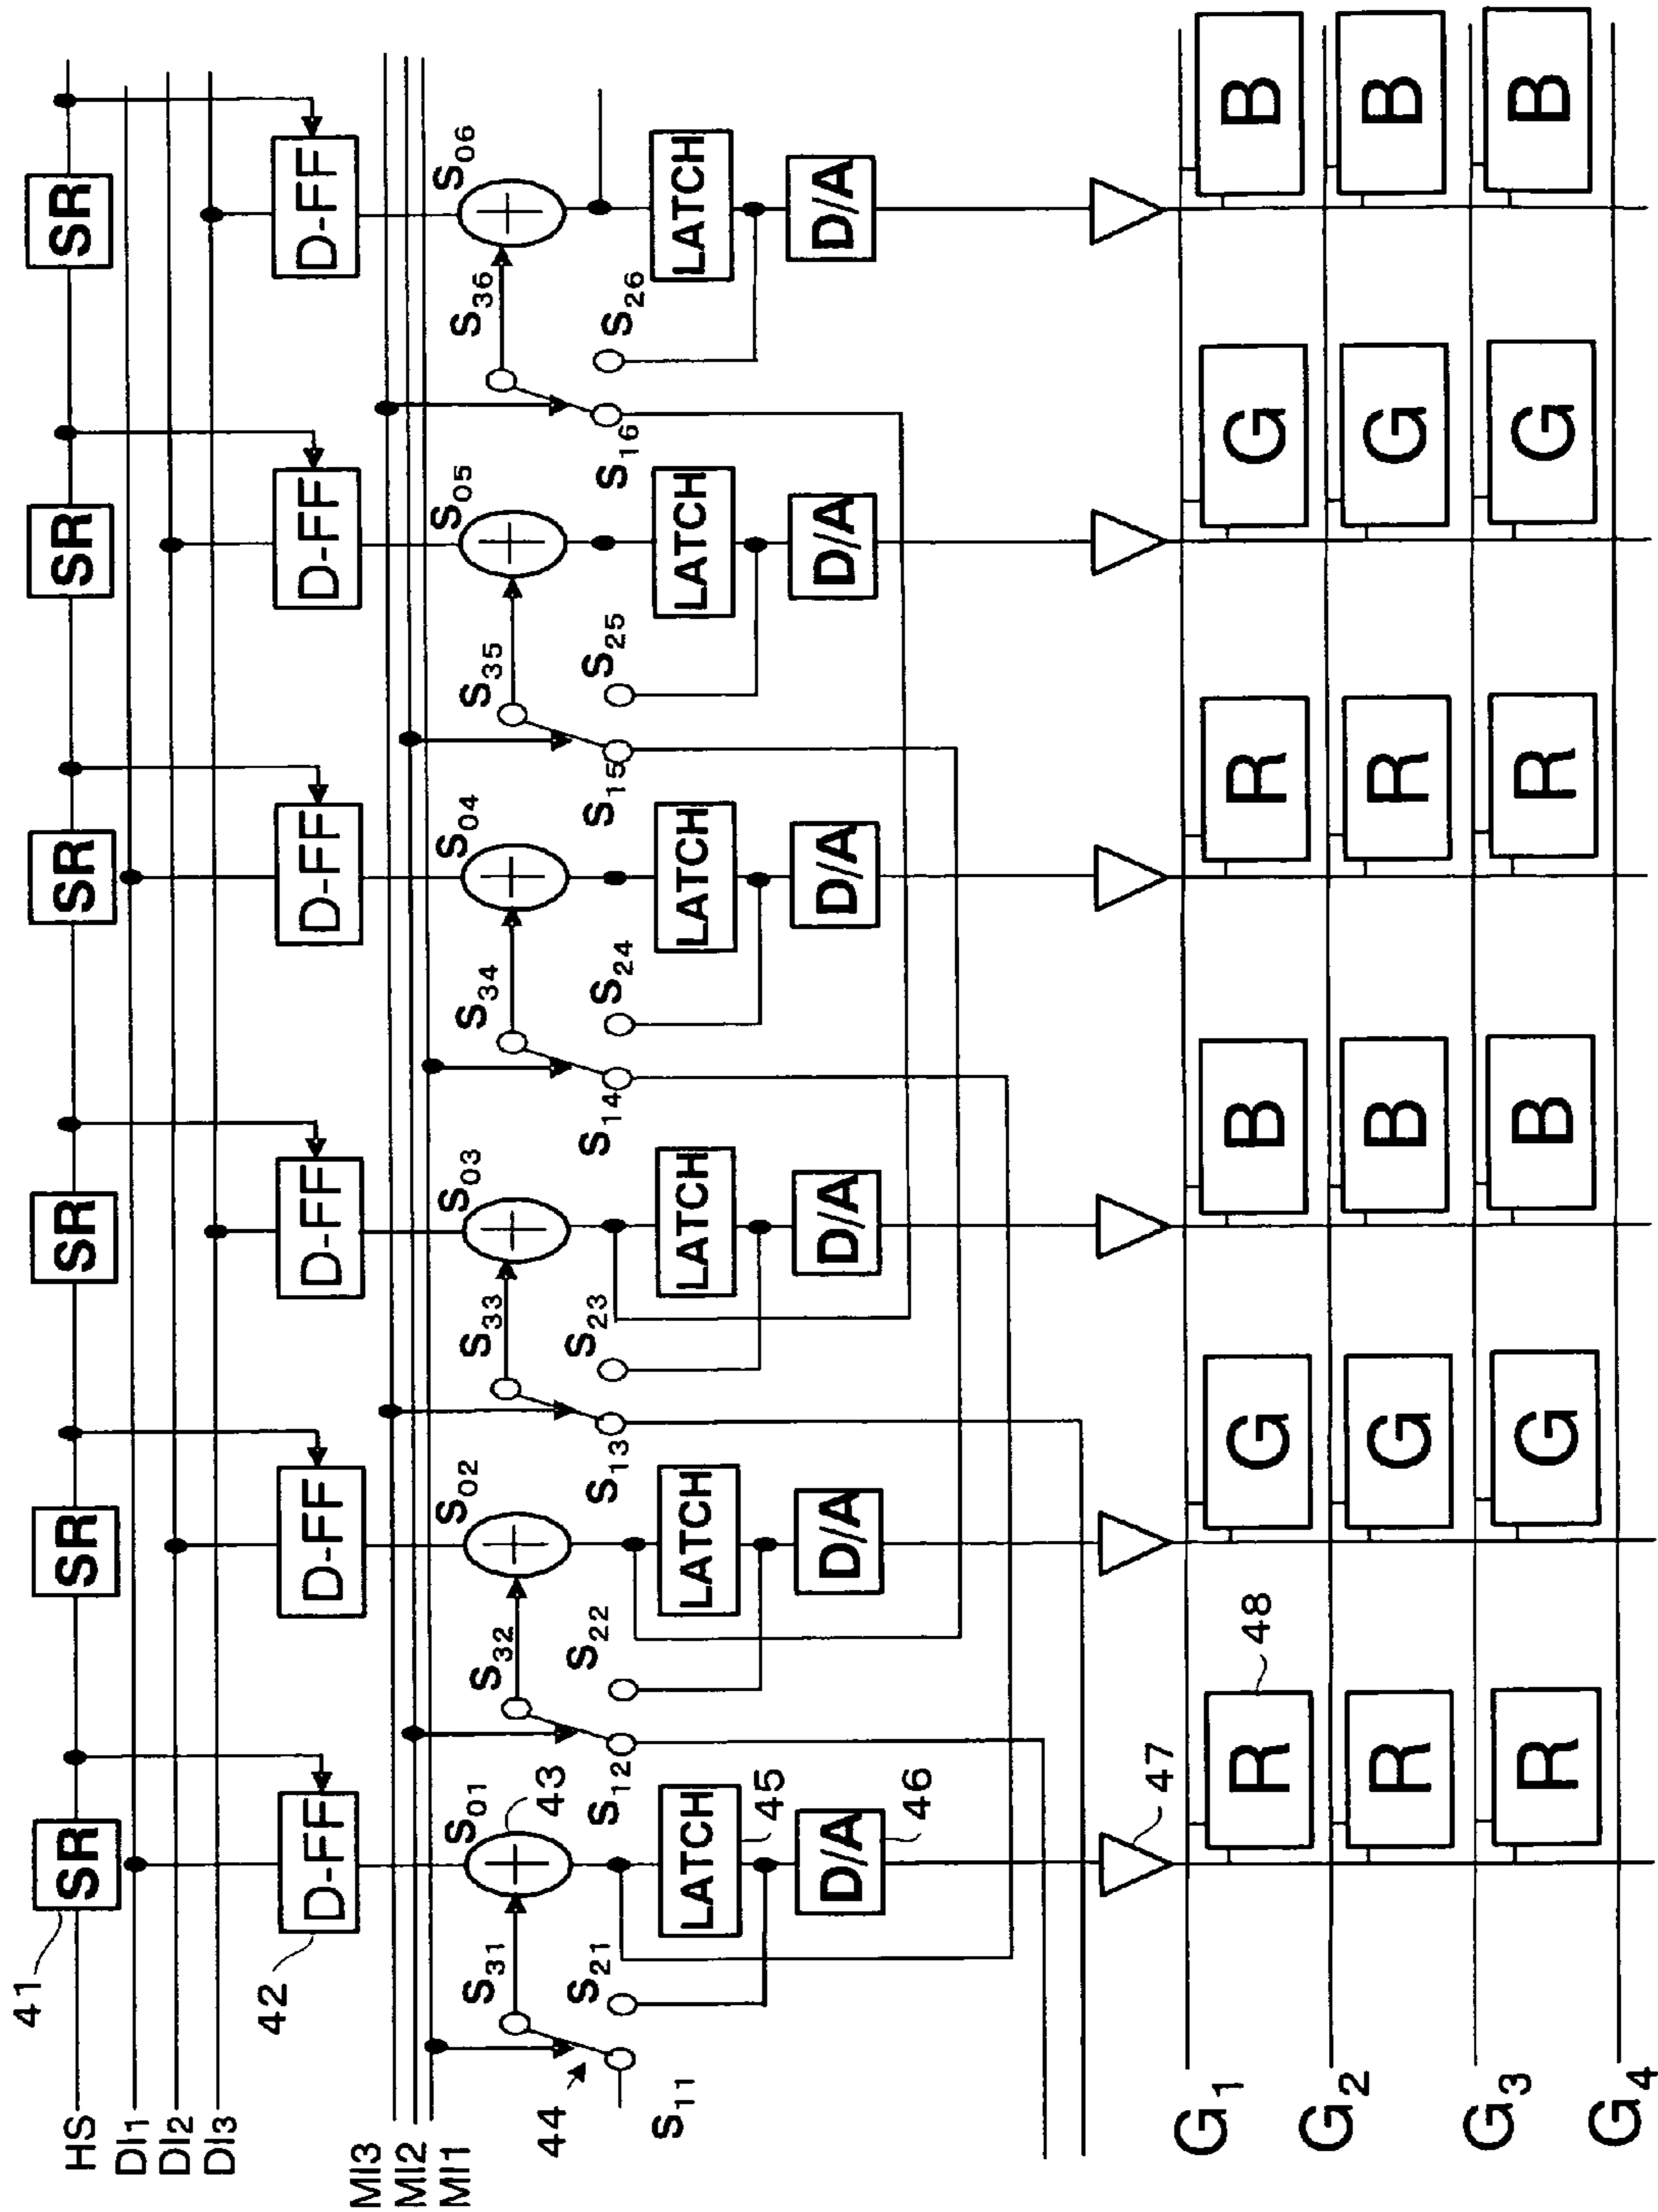 41
SR SR SR SR SR SR
HS
DI1
DI2
DI3
42
D-FF D-FF D-FF D-FF D-FF D-FF
MI3
MI2
MI1
S01 S02 S03 S04 S05 S06
43
S31 S32 S33 S34 S35 S36
44
S21 S22 S23 S24 S25 S26
S11 S12 S13 S14 S15 S16
LATCH LATCH LATCH LATCH LATCH LATCH
45
D/A D/A D/A D/A D/A D/A
46
47
48
G1
R G B R G B
G2
R G B R G B
G3
R G B R G B
G4